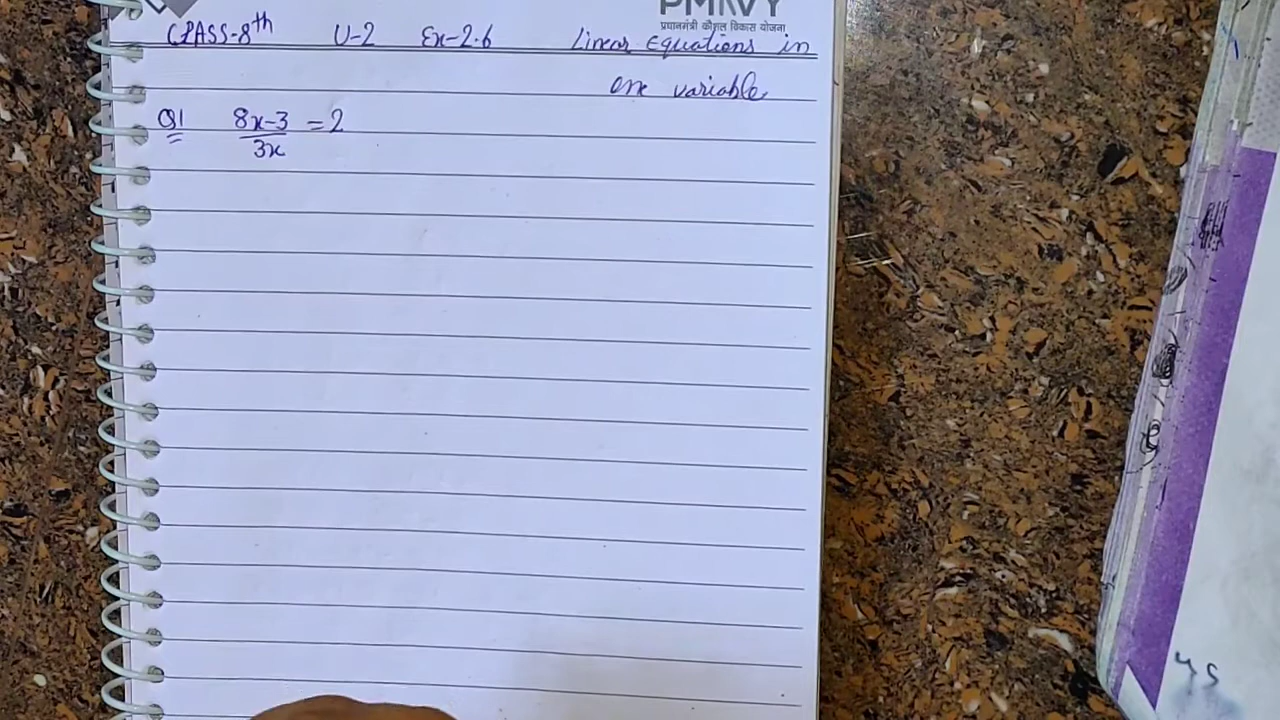 PMKVY
प्रधानमंत्री कौशल विकास योजना
CLASS-8th U-2 Ex-2.6 Linear Equations in
one variable
Q1 8x-3/3x =2
45